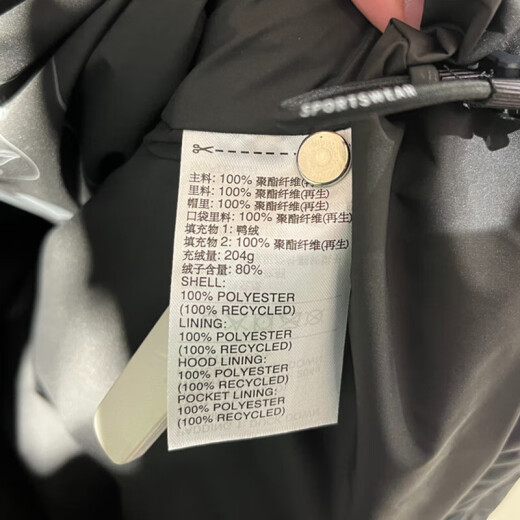 SPORTSWEAR
主料: 100% 聚酯纤维(再生)
里料: 100% 聚酯纤维(再生)
帽里: 100% 聚酯纤维(再生)
口袋里料: 100% 聚酯纤维(再生)
填充物 1: 鸭绒
填充物 2: 100% 聚酯纤维(再生)
充绒量: 204g
绒子含量: 80%
SHELL:
100% POLYESTER
(100% RECYCLED)
LINING:
100% POLYESTER
(100% RECYCLED)
HOOD LINING:
100% POLYESTER
(100% RECYCLED)
POCKET LINING:
100% POLYESTER
(100% RECYCLED)